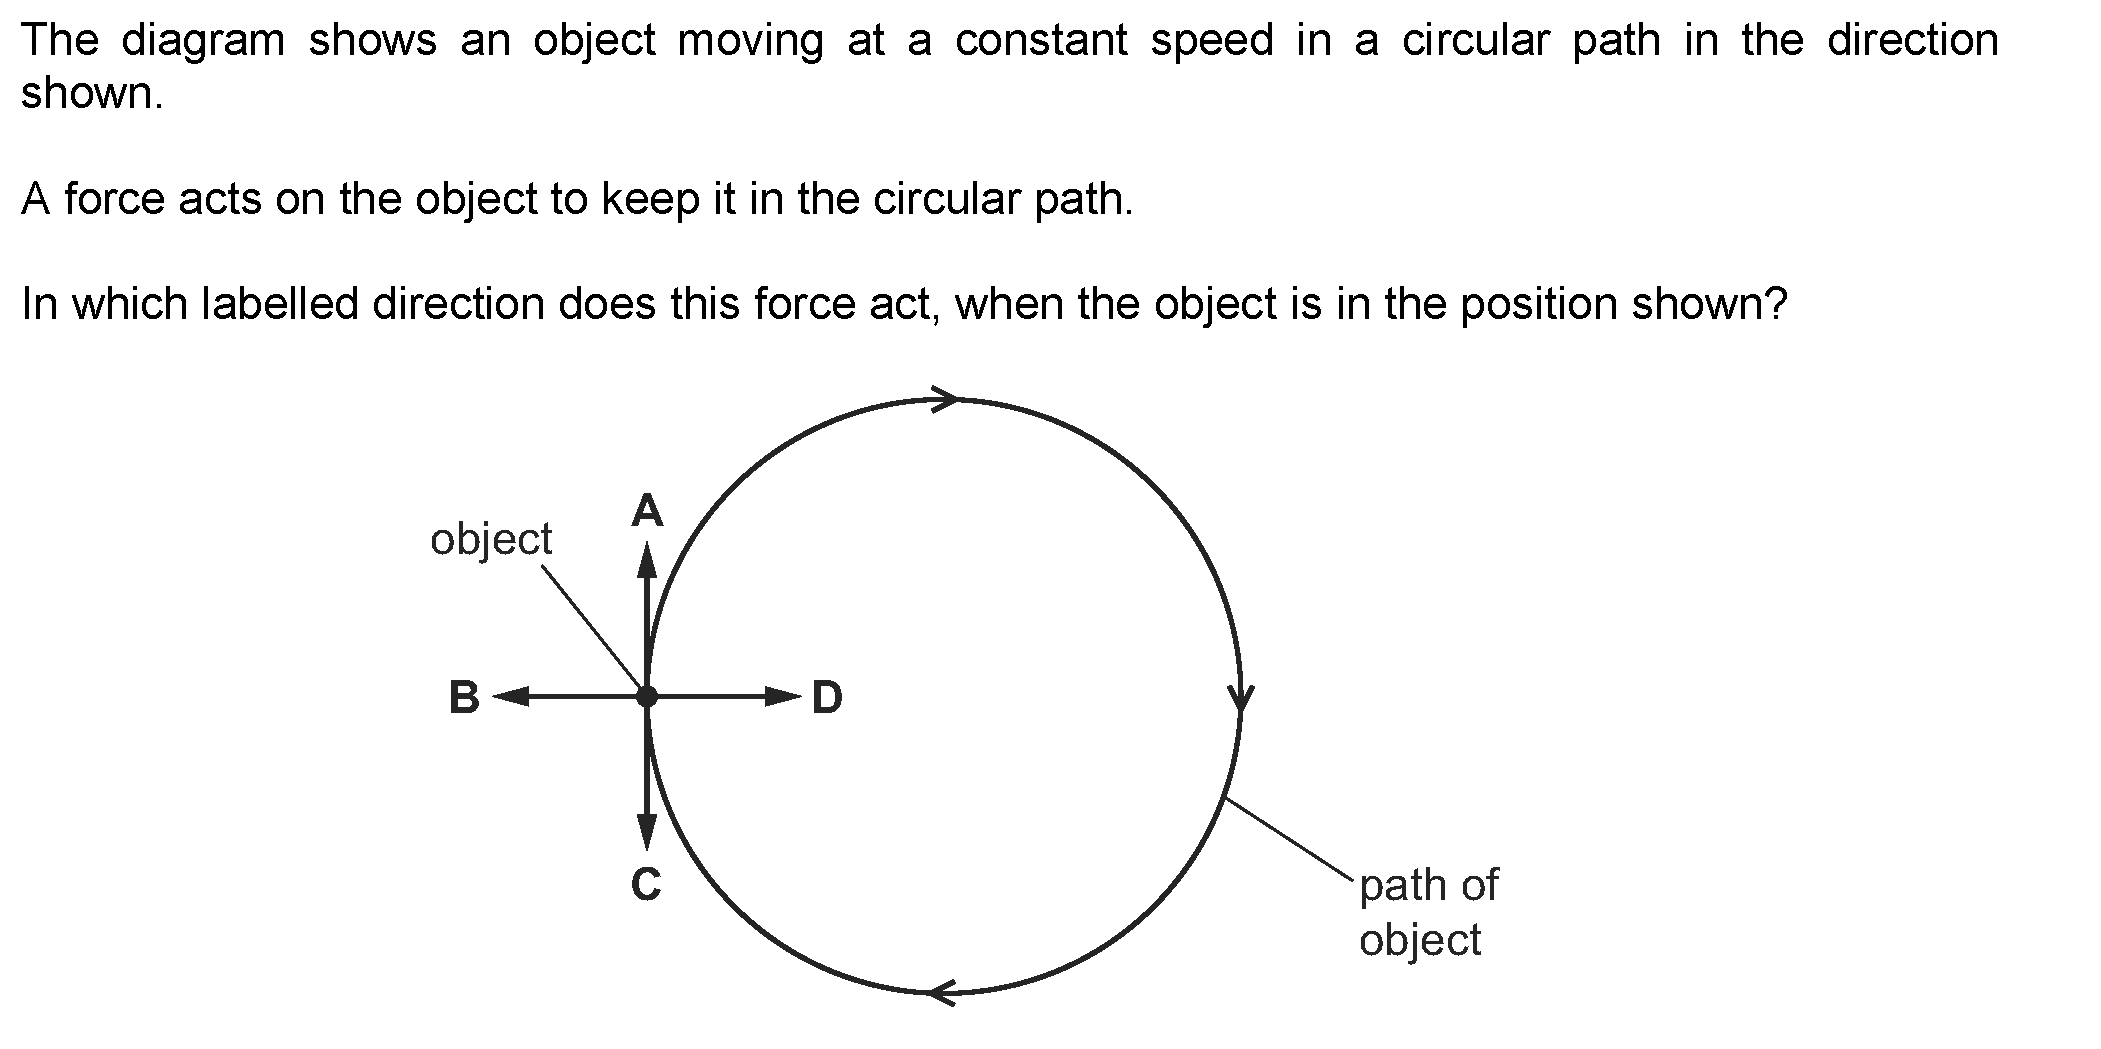 The diagram shows an object moving at a constant speed in a circular path in the direction
shown.
A force acts on the object to keep it in the circular path.
In which labelled direction does this force act, when the object is in the position shown?
A
object
B
D
C
path of
object